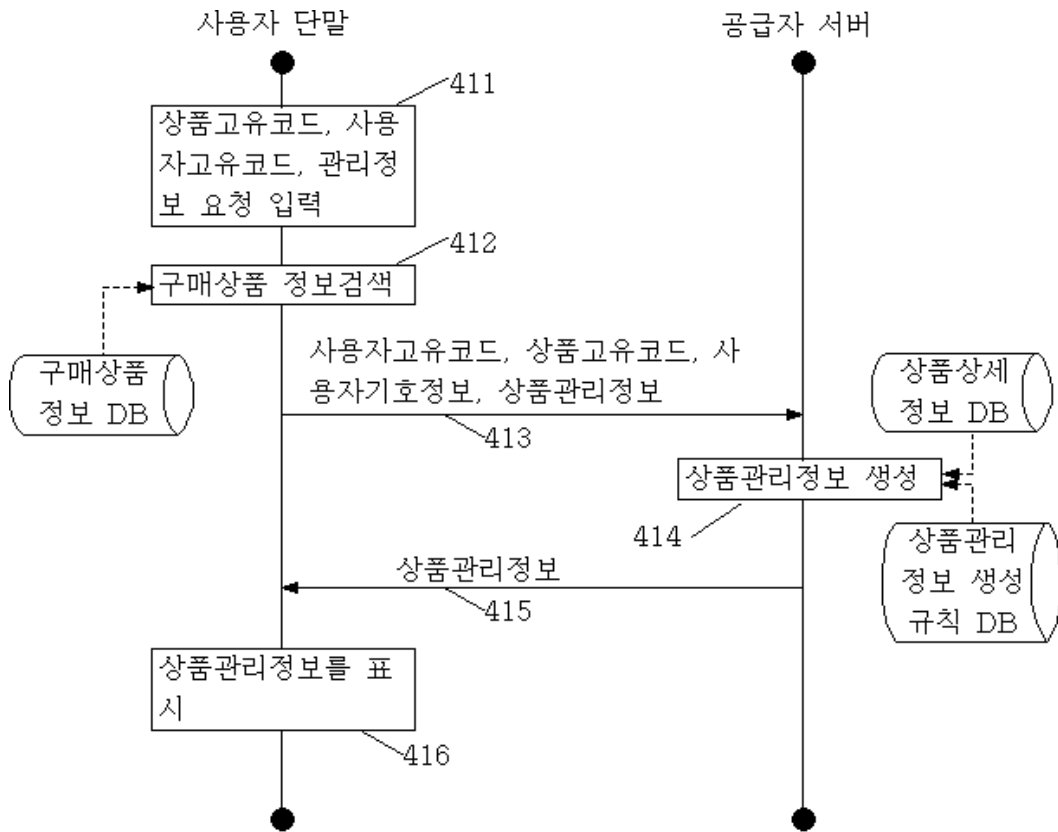 사용자 단말
공급자 서버
411
상품고유코드, 사용
자고유코드, 관리정
보 요청 입력
412
구매상품 정보검색
구매상품
정보 DB
사용자고유코드, 상품고유코드, 사
용자기호정보, 상품관리정보
413
상품상세
정보 DB
상품관리정보 생성
414
상품관리
정보 생성
규칙 DB
상품관리정보
415
상품관리정보를 표
시
416